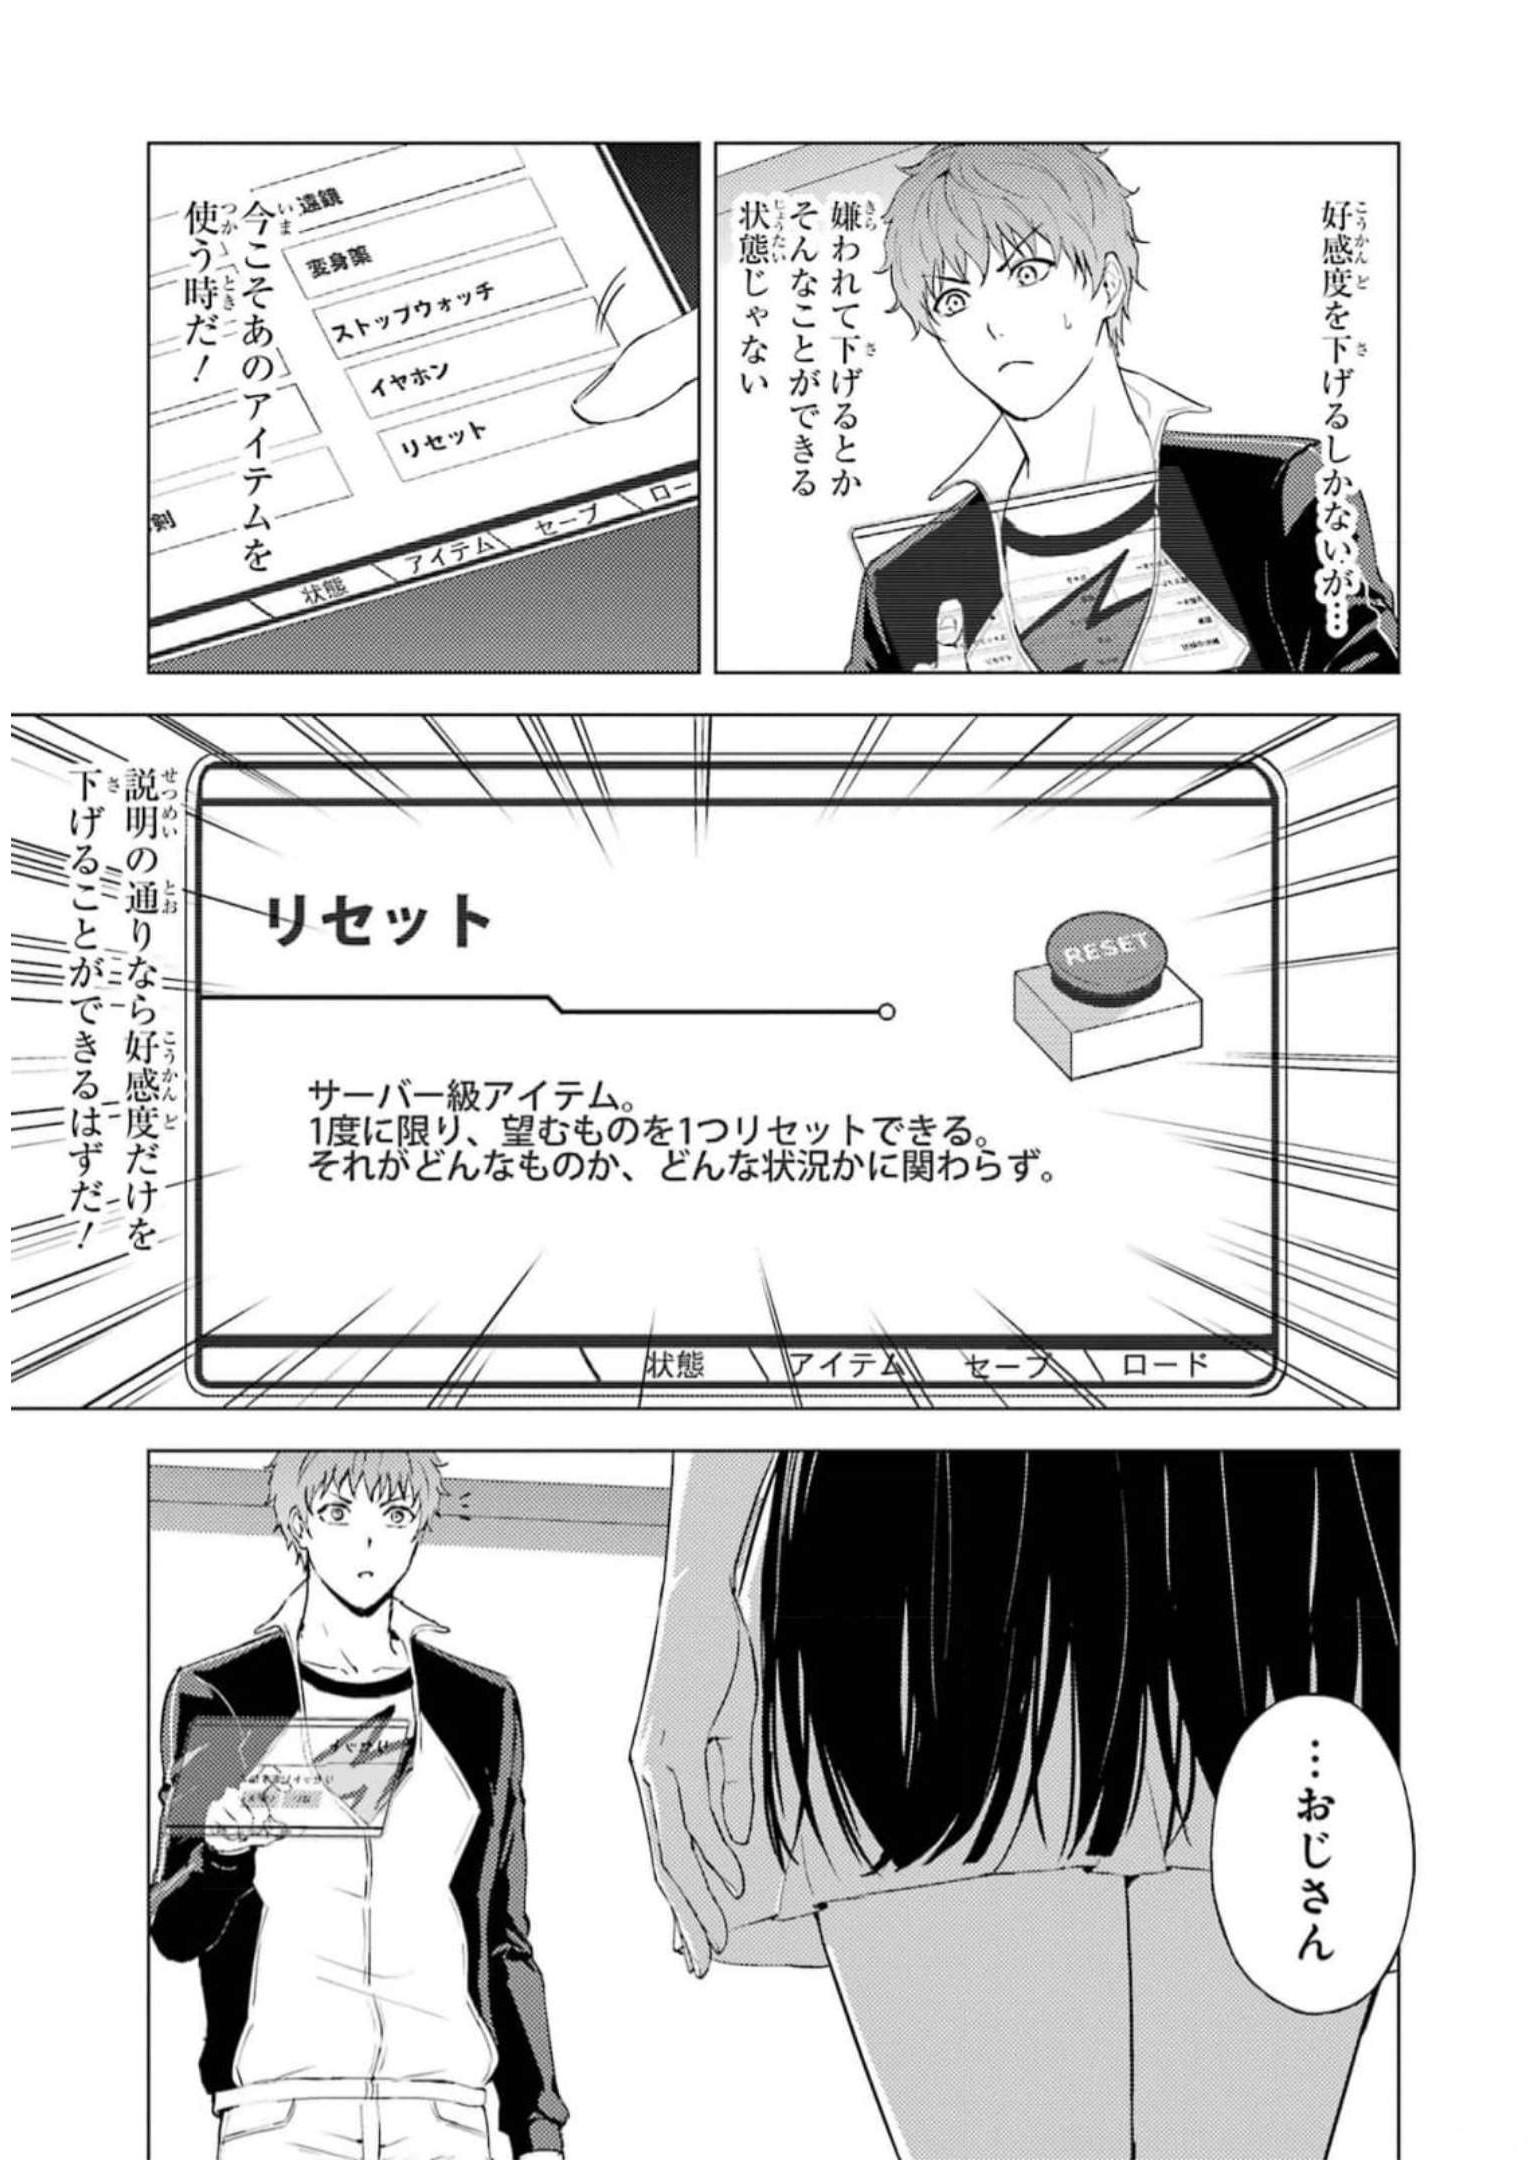 好感度を下げるしかないが…
嫌われて下げるとか
そんなことができる
状態じゃない
遠鏡
変身薬
ストップウォッチ
イヤホン
リセット
剣
状態
アイテム
セーブ
ロー
今こそあのアイテムを
使う時だ！
リセット
RESET
サーバー級アイテム。
1度に限り、望むものを1つリセットできる。
それがどんなものか、どんな状況かに関わらず。
状態
アイテム
セーブ
ロード
説明の通りなら好感度だけを
下げることができるはずだ！
…おじさん